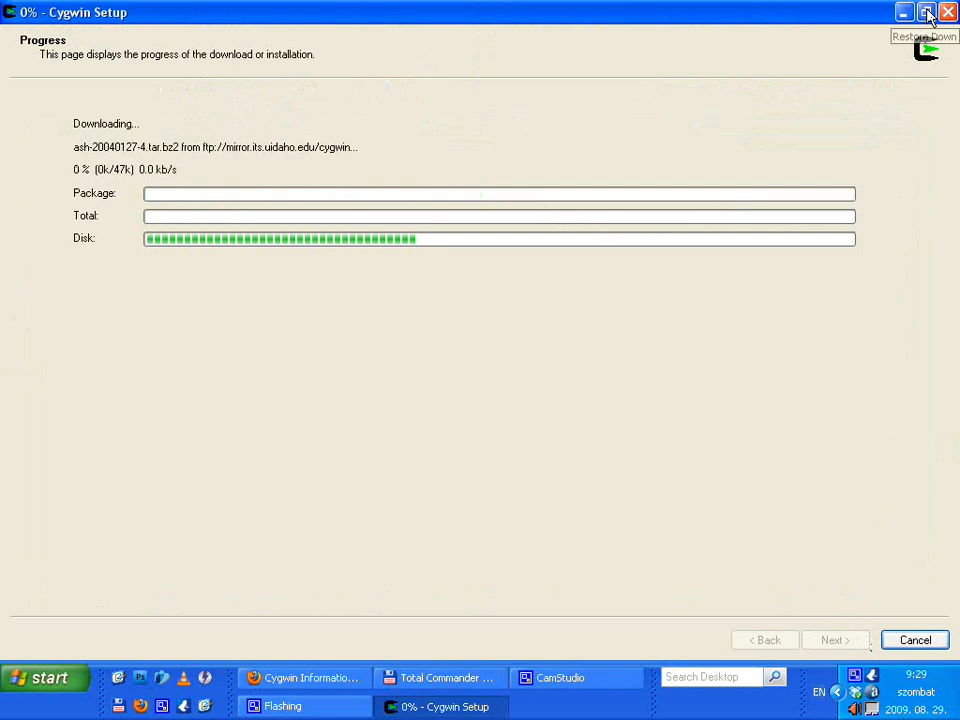 0% - Cygwin Setup
Restore Down
Progress
This page displays the progress of the download or installation.
Downloading...
ash-20040127-4.tar.bz2 from ftp://mirror.its.uidaho.edu/cygwin...
0 % (0k/47k) 0.0 kb/s
Package:
Total:
Disk:
< Back
Next >
Cancel
start
Ps
Cygwin Informatio...
Total Commander ...
CamStudio
Search Desktop
9:29
Flashing
0% - Cygwin Setup
EN
szombat
2009. 08. 29.